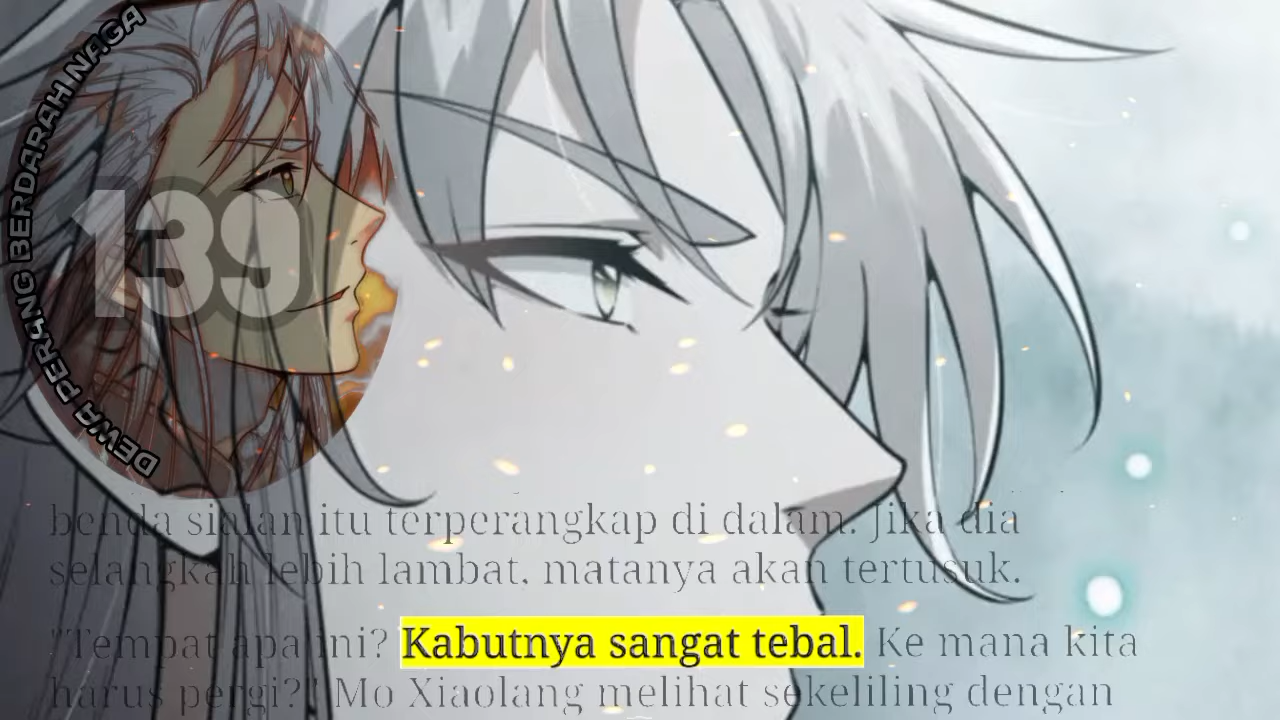 DEWA PERANG BERDARAH NAGA
139
benda sialan itu terperangkap di dalam. Jika dia
selangkah lebih lambat, matanya akan tertusuk.
"Tempat apa ini? Kabutnya sangat tebal. Ke mana kita
harus pergi?" Mo Xiaolang melihat sekeliling dengan